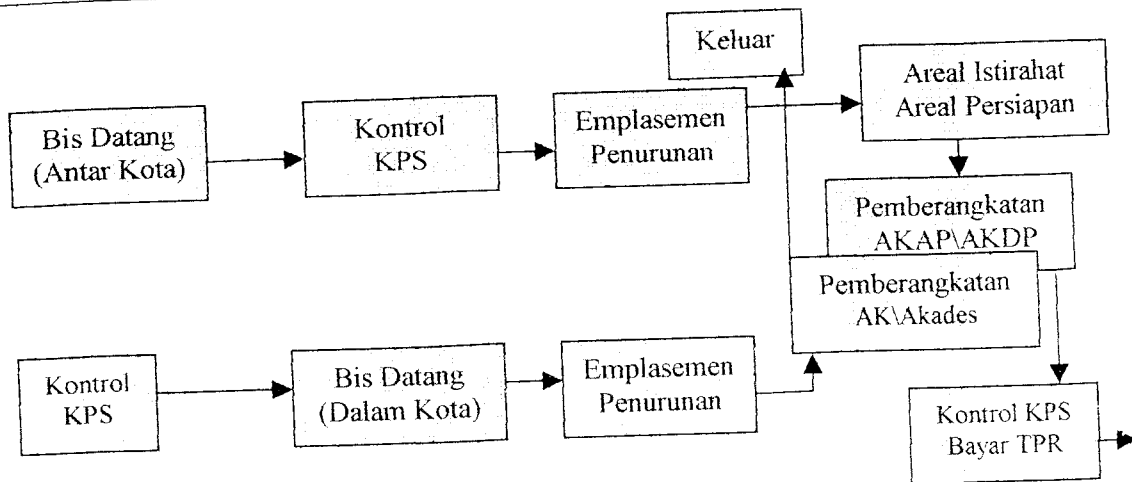 Keluar
Areal Istirahat
Areal Persiapan
Bis Datang
(Antar Kota)
Kontrol
KPS
Emplasemen
Penurunan
Pemberangkatan
AKAP\AKDP
Pemberangkatan
AK\Akades
Kontrol
KPS
Bis Datang
(Dalam Kota)
Emplasemen
Penurunan
Kontrol KPS
Bayar TPR